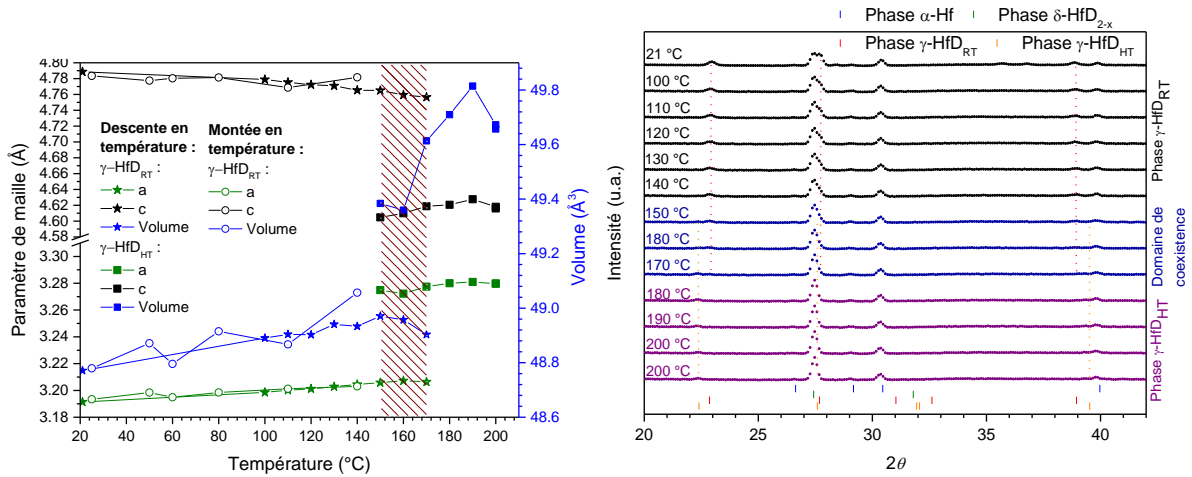 4.80
4.78
4.76
4.74
4.72
4.70
4.68
4.66
4.64
4.62
4.60
4.58
3.30
3.28
3.26
3.24
3.22
3.20
3.18
Paramètre de maille (Å)
20 40 60 80 100 120 140 160 180 200
Température (°C)
49.8
49.6
49.4
49.2
49.0
48.8
48.6
Volume (Å³)
Descente en
température :
γ–HfD_RT :
a
c
Volume
γ–HfD_HT :
a
c
Volume
Montée en
température :
γ–HfD_RT :
a
c
Volume
Phase α-Hf
Phase δ-HfD_2-x
Phase γ-HfD_RT
Phase γ-HfD_HT
21 °C
100 °C
110 °C
120 °C
130 °C
140 °C
150 °C
180 °C
170 °C
180 °C
190 °C
200 °C
200 °C
Phase γ-HfD_RT
Domaine de
coexistence
Phase γ-HfD_HT
Intensité (u.a.)
20 25 30 35 40
2θ